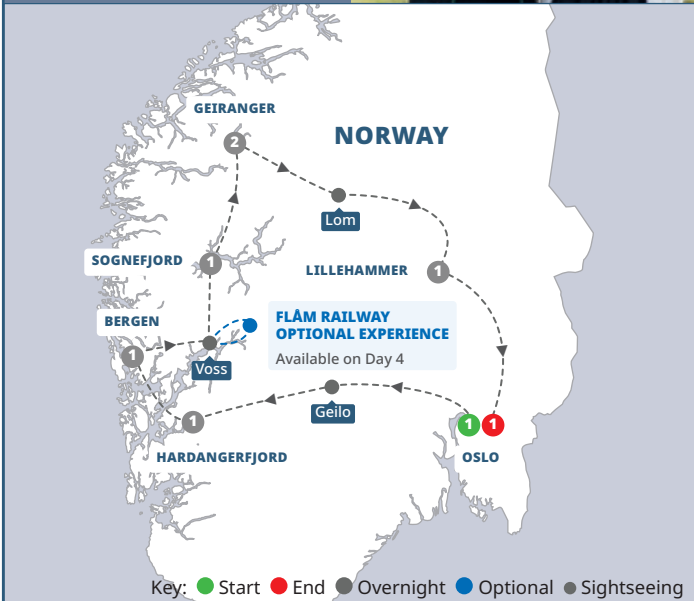 GEIRANGER
2
NORWAY
Lom
SOGNEFJORD
1
LILLEHAMMER
1
BERGEN
1
FLÅM RAILWAY
OPTIONAL EXPERIENCE
Available on Day 4
Voss
Geilo
1
HARDANGERFJORD
1 1
OSLO
Key: Start End Overnight Optional Sightseeing